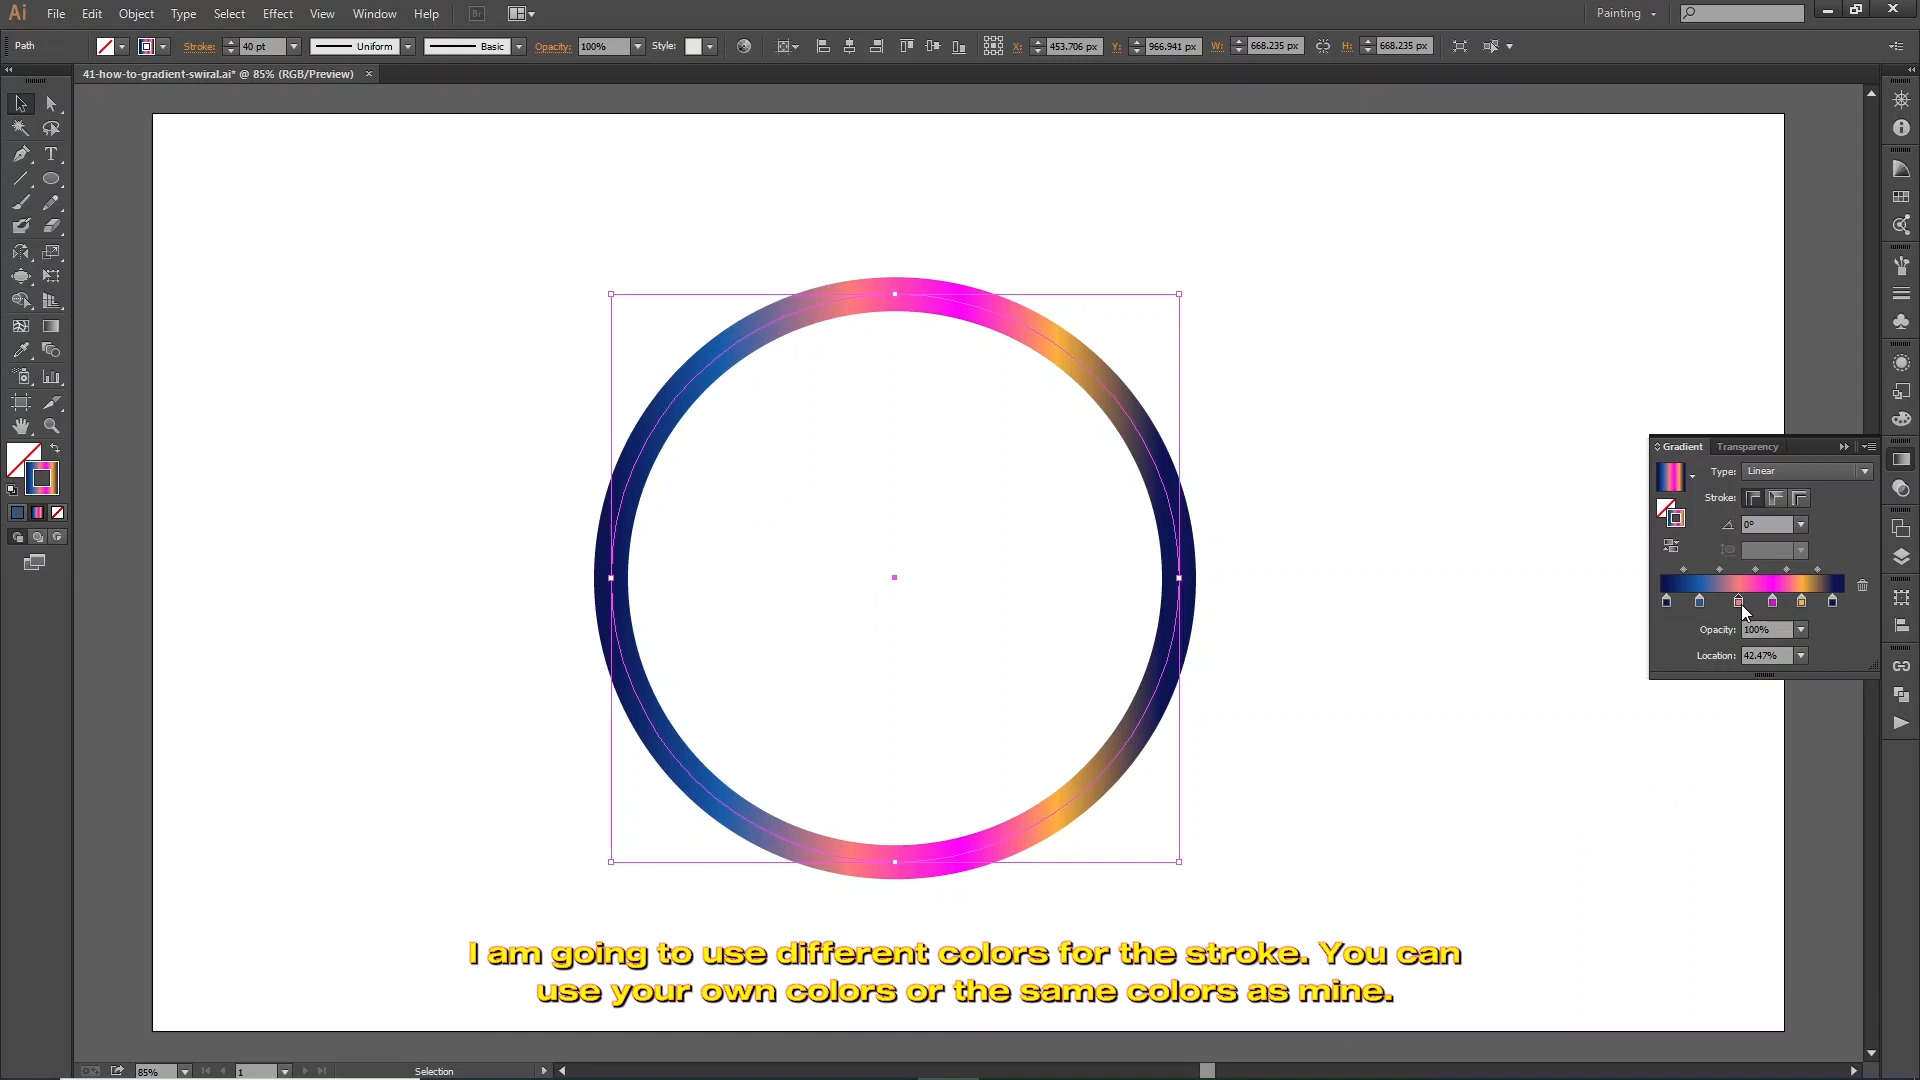 Ai File Edit Object Type Select Effect View Window Help Br Painting
Path Stroke: 40 pt Uniform Basic Opacity: 100% Style: X: 453.706 px Y: 966.941 px W: 668.235 px H: 668.235 px
41-how-to-gradient-swiral.ai* @ 85% (RGB/Preview) ×
T
Gradient Transparency
Type: Linear
Stroke:
0°
Opacity: 100%
Location: 42.47%
I am going to use different colors for the stroke. You can
use your own colors or the same colors as mine.
85% 1 Selection